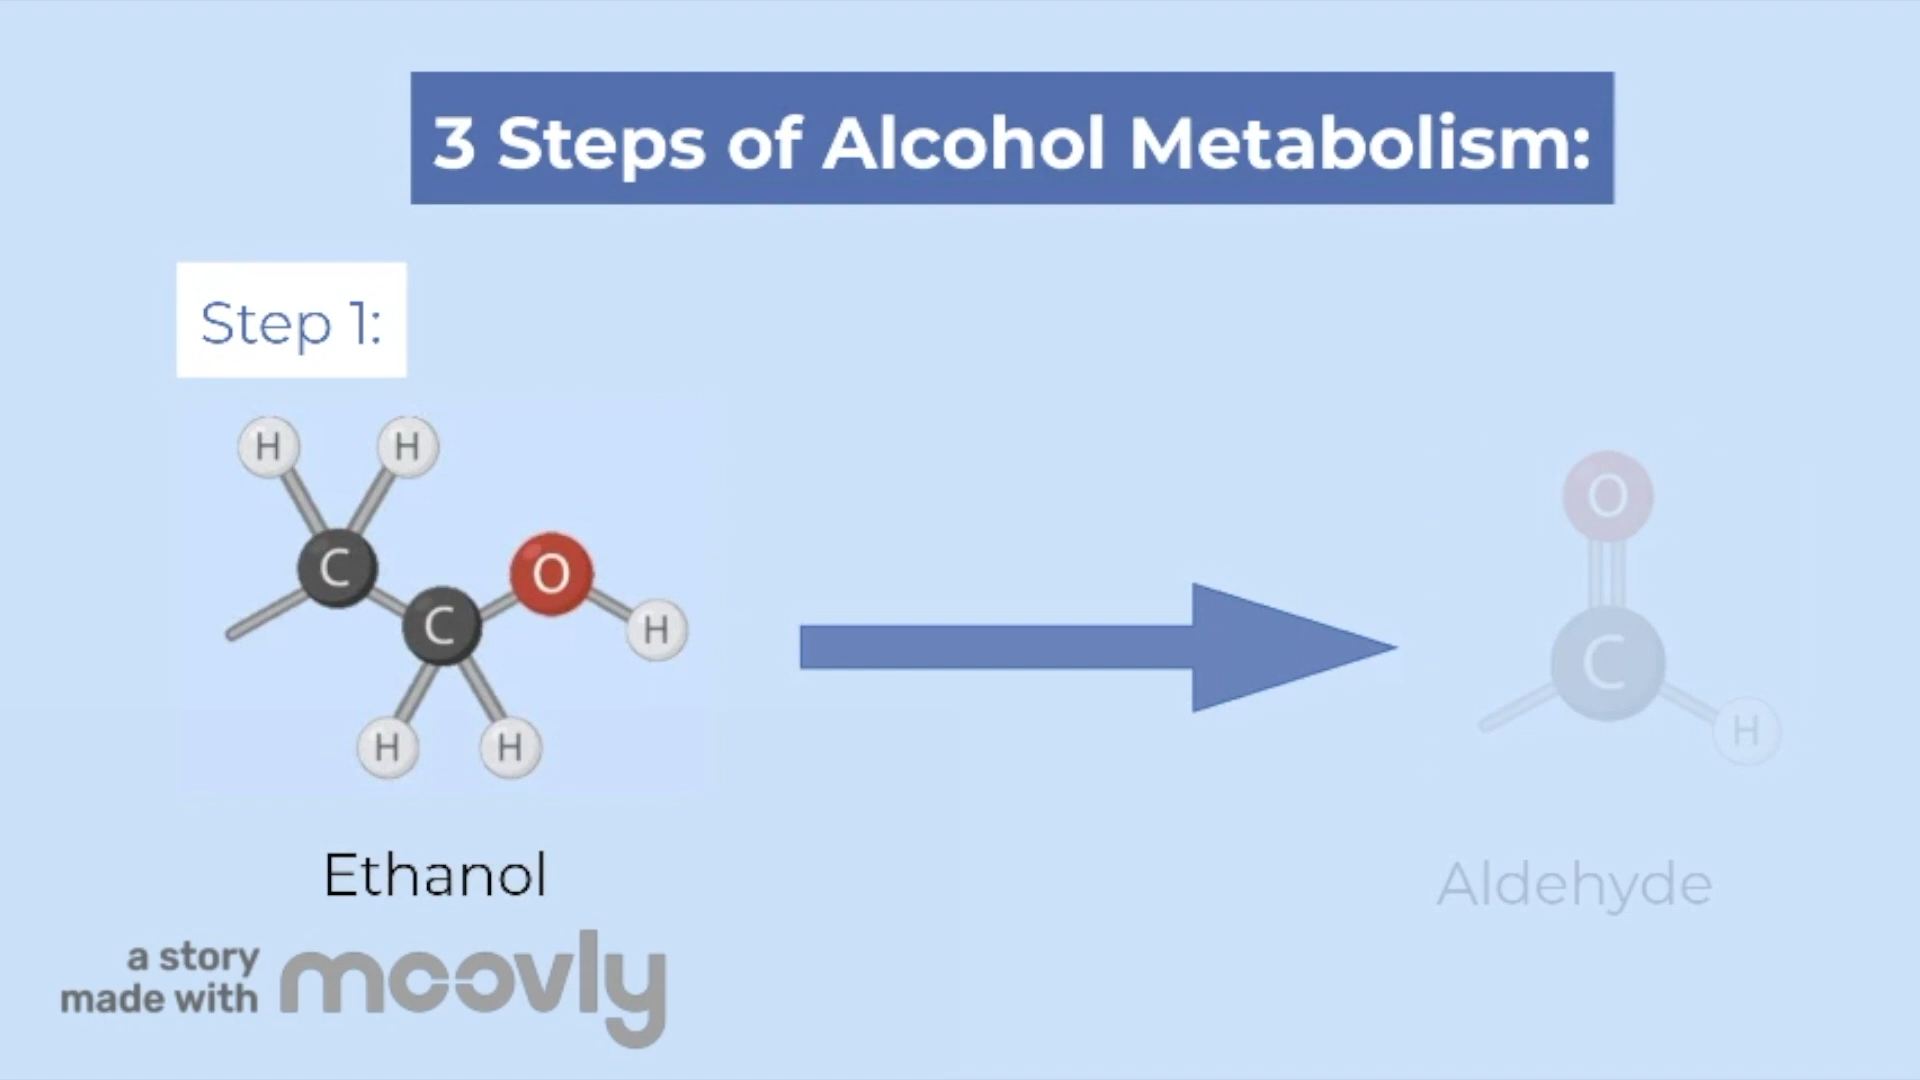 3 Steps of Alcohol Metabolism:
Step 1:
H H
C
O
C
H
H H
Ethanol
O
C
H
Aldehyde
a story
made with
moovly